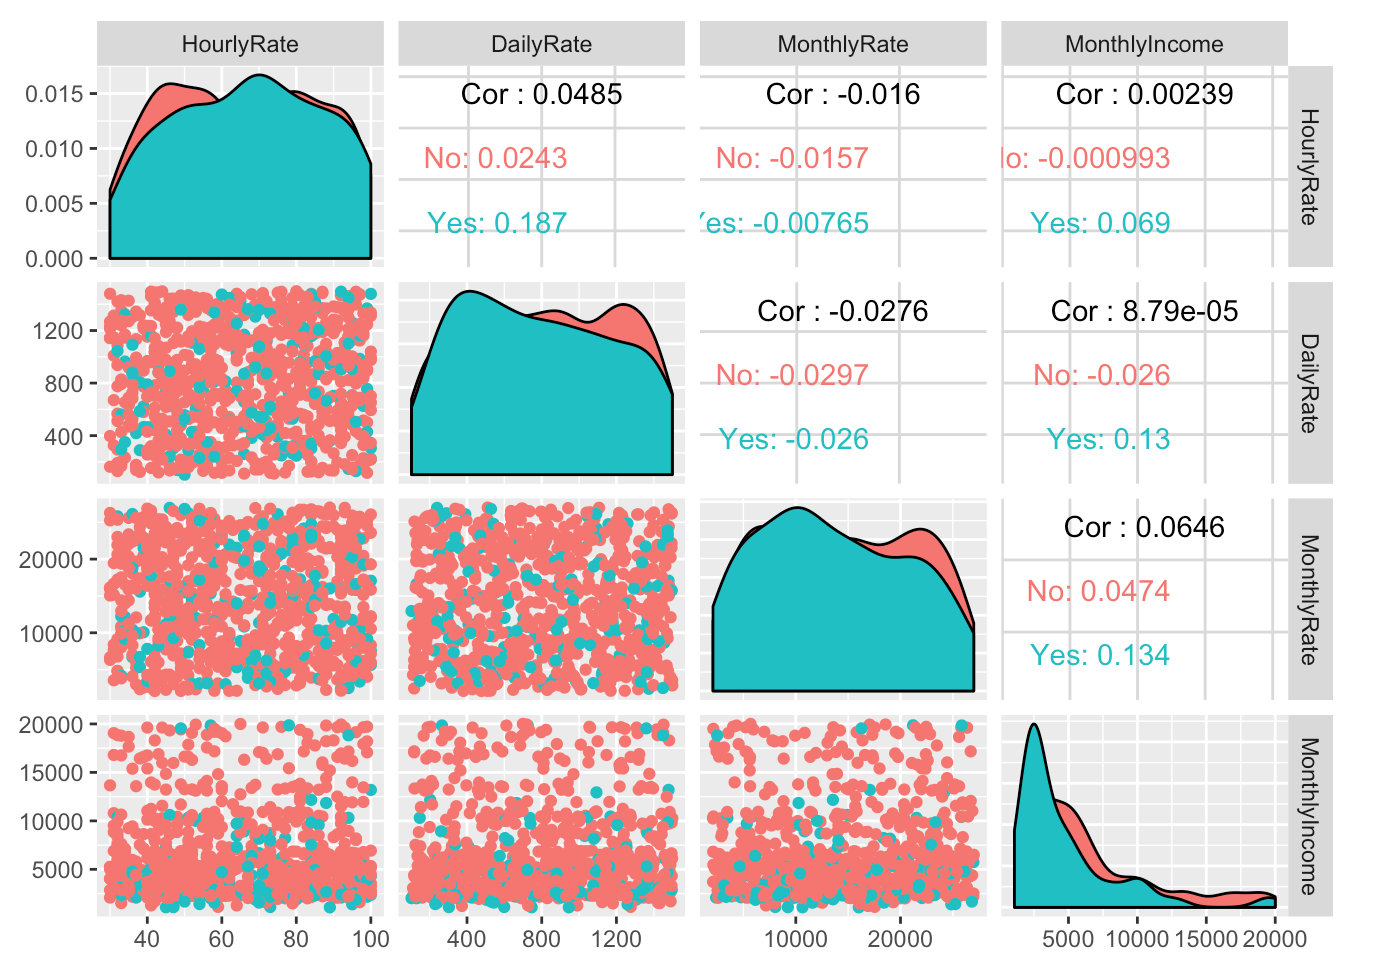 HourlyRate DailyRate MonthlyRate MonthlyIncome
0.015
0.010
0.005
0.000
Cor : 0.0485
No: 0.0243
Yes: 0.187
Cor : -0.016
No: -0.0157
Yes: -0.00765
Cor : 0.00239
No: -0.000993
Yes: 0.069
HourlyRate
1200
800
400
Cor : -0.0276
No: -0.0297
Yes: -0.026
Cor : 8.79e-05
No: -0.026
Yes: 0.13
DailyRate
20000
10000
Cor : 0.0646
No: 0.0474
Yes: 0.134
MonthlyRate
20000
15000
10000
5000
MonthlyIncome
40 60 80 100 400 800 1200 10000 20000 5000 10000 15000 20000